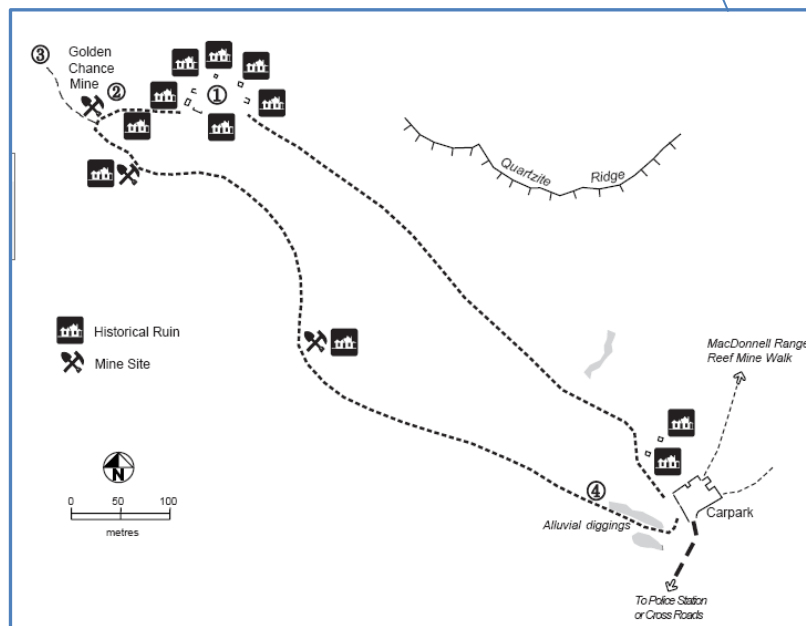 ③
Golden
Chance
Mine
②
①
Quartzite
Ridge
Historical Ruin
Mine Site
MacDonnell Range
Reef Mine Walk
N
0 50 100
metres
④
Alluvial diggings
Carpark
To Police Station
or Cross Roads